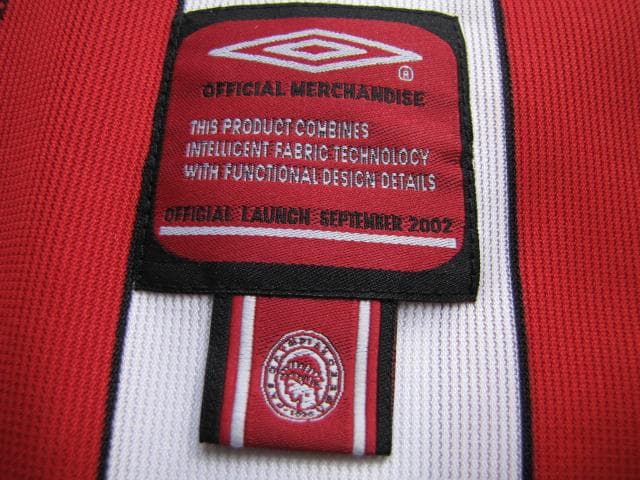 ®
OFFICIAL MERCHANDISE
THIS PRODUCT COMBINES
INTELLIGENT FABRIC TECHNOLOGY
WITH FUNCTIONAL DESIGN DETAILS
OFFICIAL LAUNCH SEPTEMBER 2002